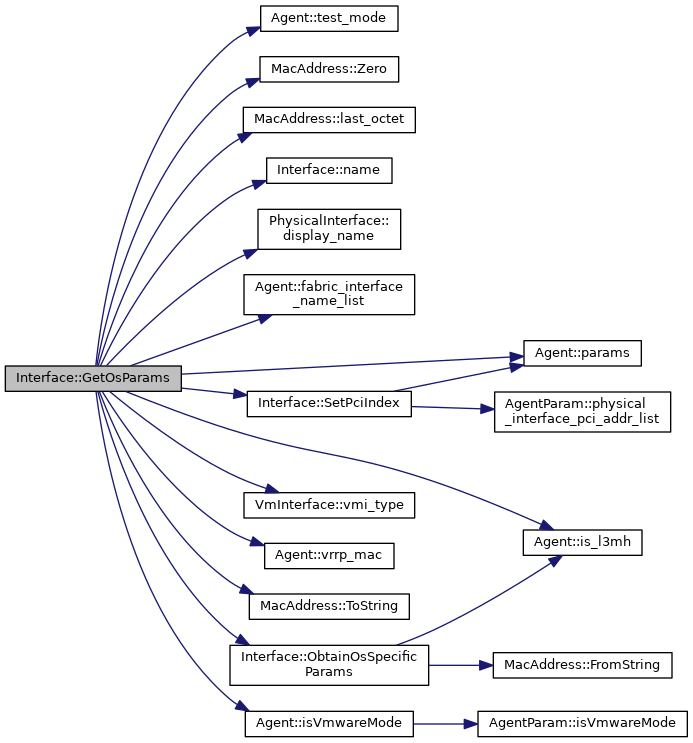 Agent::test_mode
MacAddress::Zero
MacAddress::last_octet
Interface::name
PhysicalInterface::
display_name
Agent::fabric_interface
_name_list
Interface::GetOsParams
Agent::params
Interface::SetPciIndex
AgentParam::physical
_interface_pci_addr_list
VmInterface::vmi_type
Agent::is_l3mh
Agent::vrrp_mac
MacAddress::ToString
Interface::ObtainOsSpecific
Params
MacAddress::FromString
Agent::isVmwareMode
AgentParam::isVmwareMode